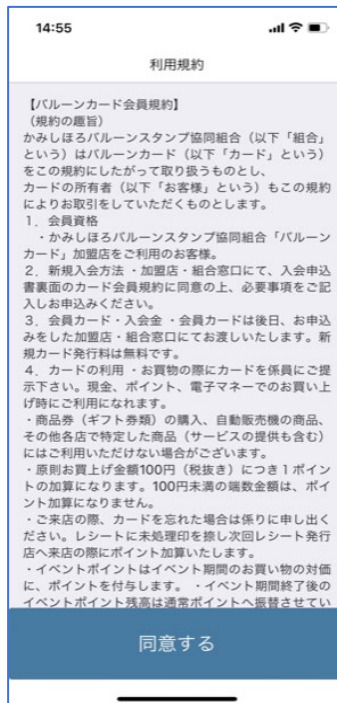 14:55
利用規約
【バルーンカード会員規約】
（規約の趣旨）
かみしほろバルーンスタンプ協同組合（以下「組合」
という）はバルーンカード（以下「カード」という）
をこの規約にしたがって取り扱うものとし、
カードの所有者（以下「お客様」という）もこの規約
によりお取引をしていただくものとします。
1．会員資格
・かみしほろバルーンスタンプ協同組合「バルーン
カード」加盟店をご利用のお客様。
2．新規入会方法 ・加盟店・組合窓口にて、入会申込
書裏面のカード会員規約に同意の上、必要事項をご記
入しお申込みください。
3．会員カード・入会金 ・会員カードは後日、お申込
みをした加盟店・組合窓口にてお渡しいたします。新
規カード発行料は無料です。
4．カードの利用 ・お買物の際にカードを係員にご提
示下さい。現金、ポイント、電子マネーでのお買い上
げ時にご利用になれます。
・商品券（ギフト券類）の購入、自動販売機の商品、
その他各店で特定した商品（サービスの提供も含む）
にはご利用いただけない場合がございます。
・原則お買上げ金額100円（税抜き）につき１ポイン
トの加算になります。100円未満の端数金額は、ポイ
ント加算になりません。
・ご来店の際、カードを忘れた場合は係りに申し出く
ださい。レシートに未処理印を捺し次回レシート発行
店へ来店の際にポイント加算いたします。
・イベントポイントはイベント期間のお買い物の対価
に、ポイントを付与します。 ・イベント期間終了後の
イベントポイント残高は通常ポイントへ振替させてい
同意する